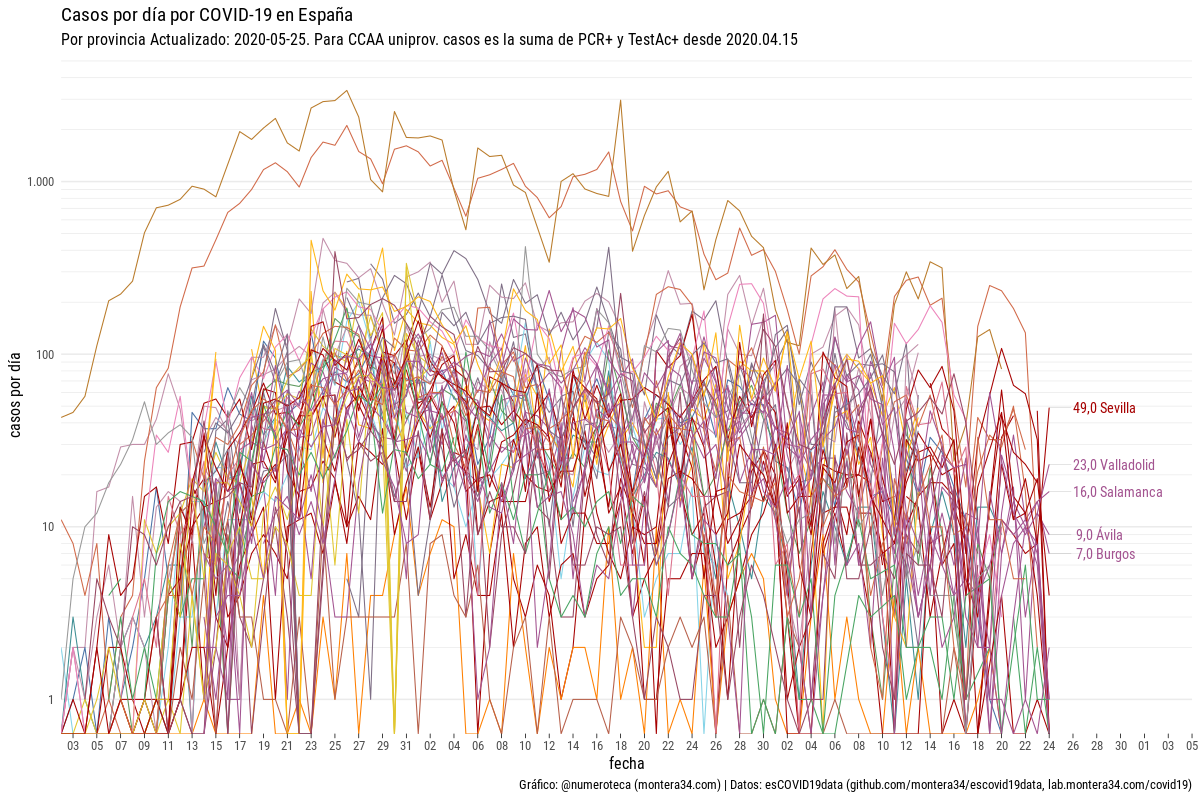 Casos por día por COVID-19 en España
Por provincia Actualizado: 2020-05-25. Para CCAA uniprov. casos es la suma de PCR+ y TestAc+ desde 2020.04.15
casos por día
1.000
100
10
1
49,0 Sevilla
23,0 Valladolid
16,0 Salamanca
9,0 Ávila
7,0 Burgos
03 05 07 09 11 13 15 17 19 21 23 25 27 29 31 02 04 06 08 10 12 14 16 18 20 22 24 26 28 30 02 04 06 08 10 12 14 16 18 20 22 24 26 28 30 01 03 05
fecha
Gráfico: @numeroteca (montera34.com) | Datos: esCOVID19data (github.com/montera34/escovid19data, lab.montera34.com/covid19)